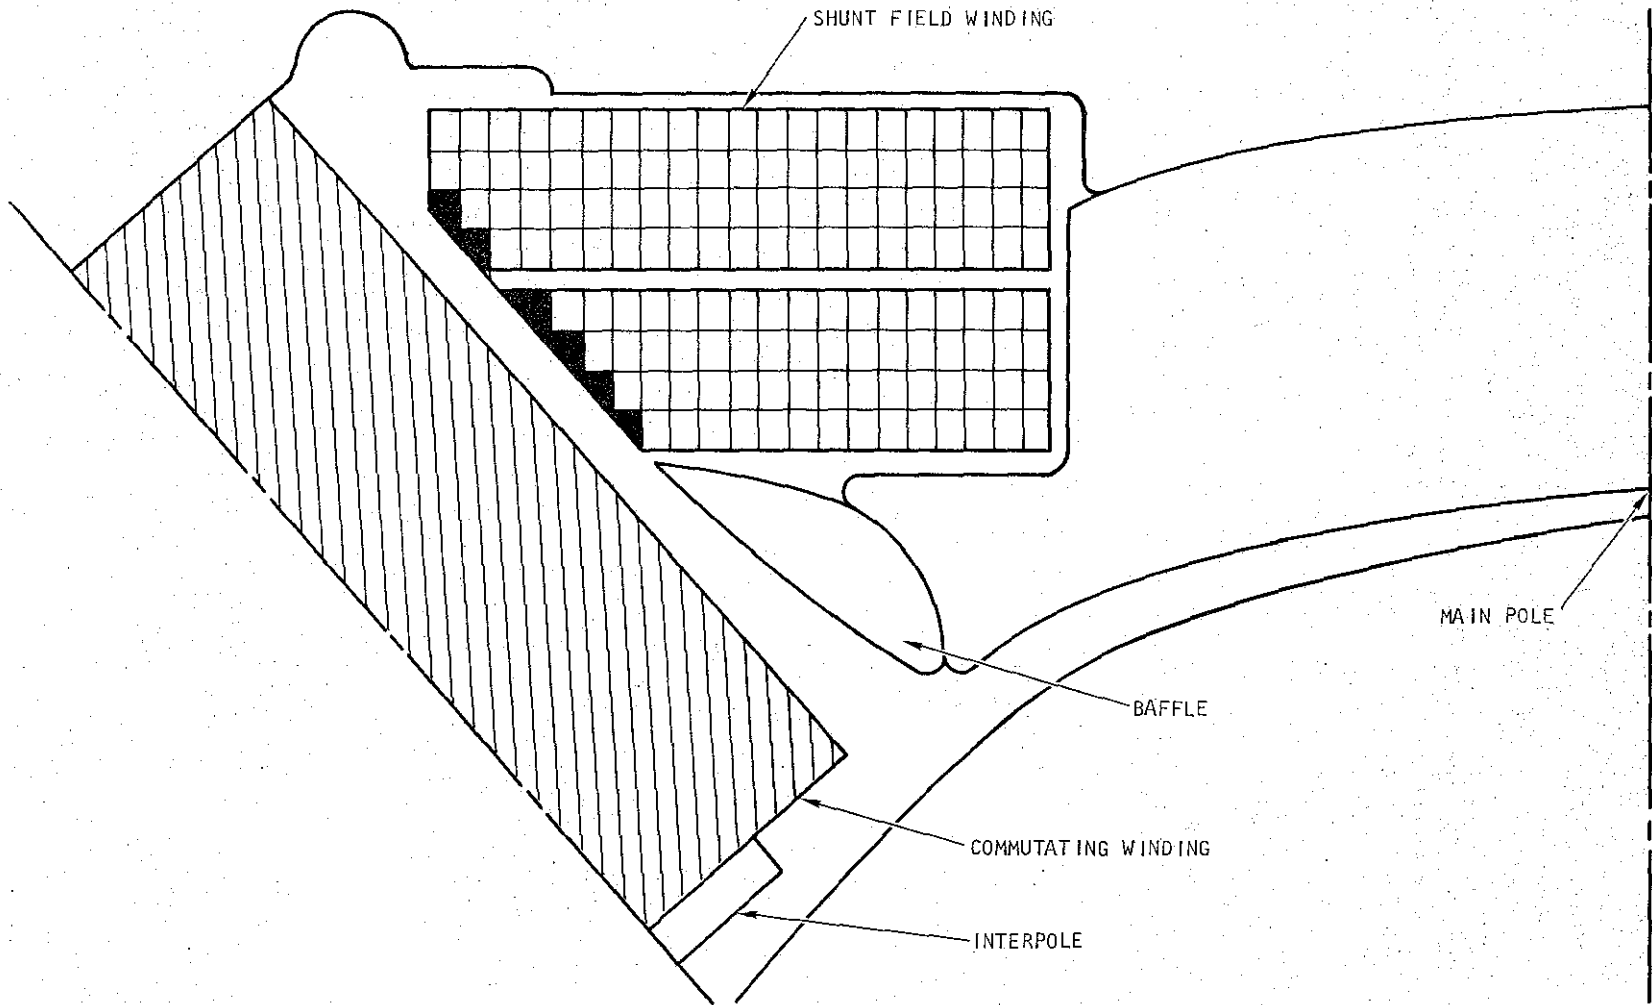 SHUNT FIELD WINDING
MAIN POLE
BAFFLE
COMMUTATING WINDING
INTERPOLE